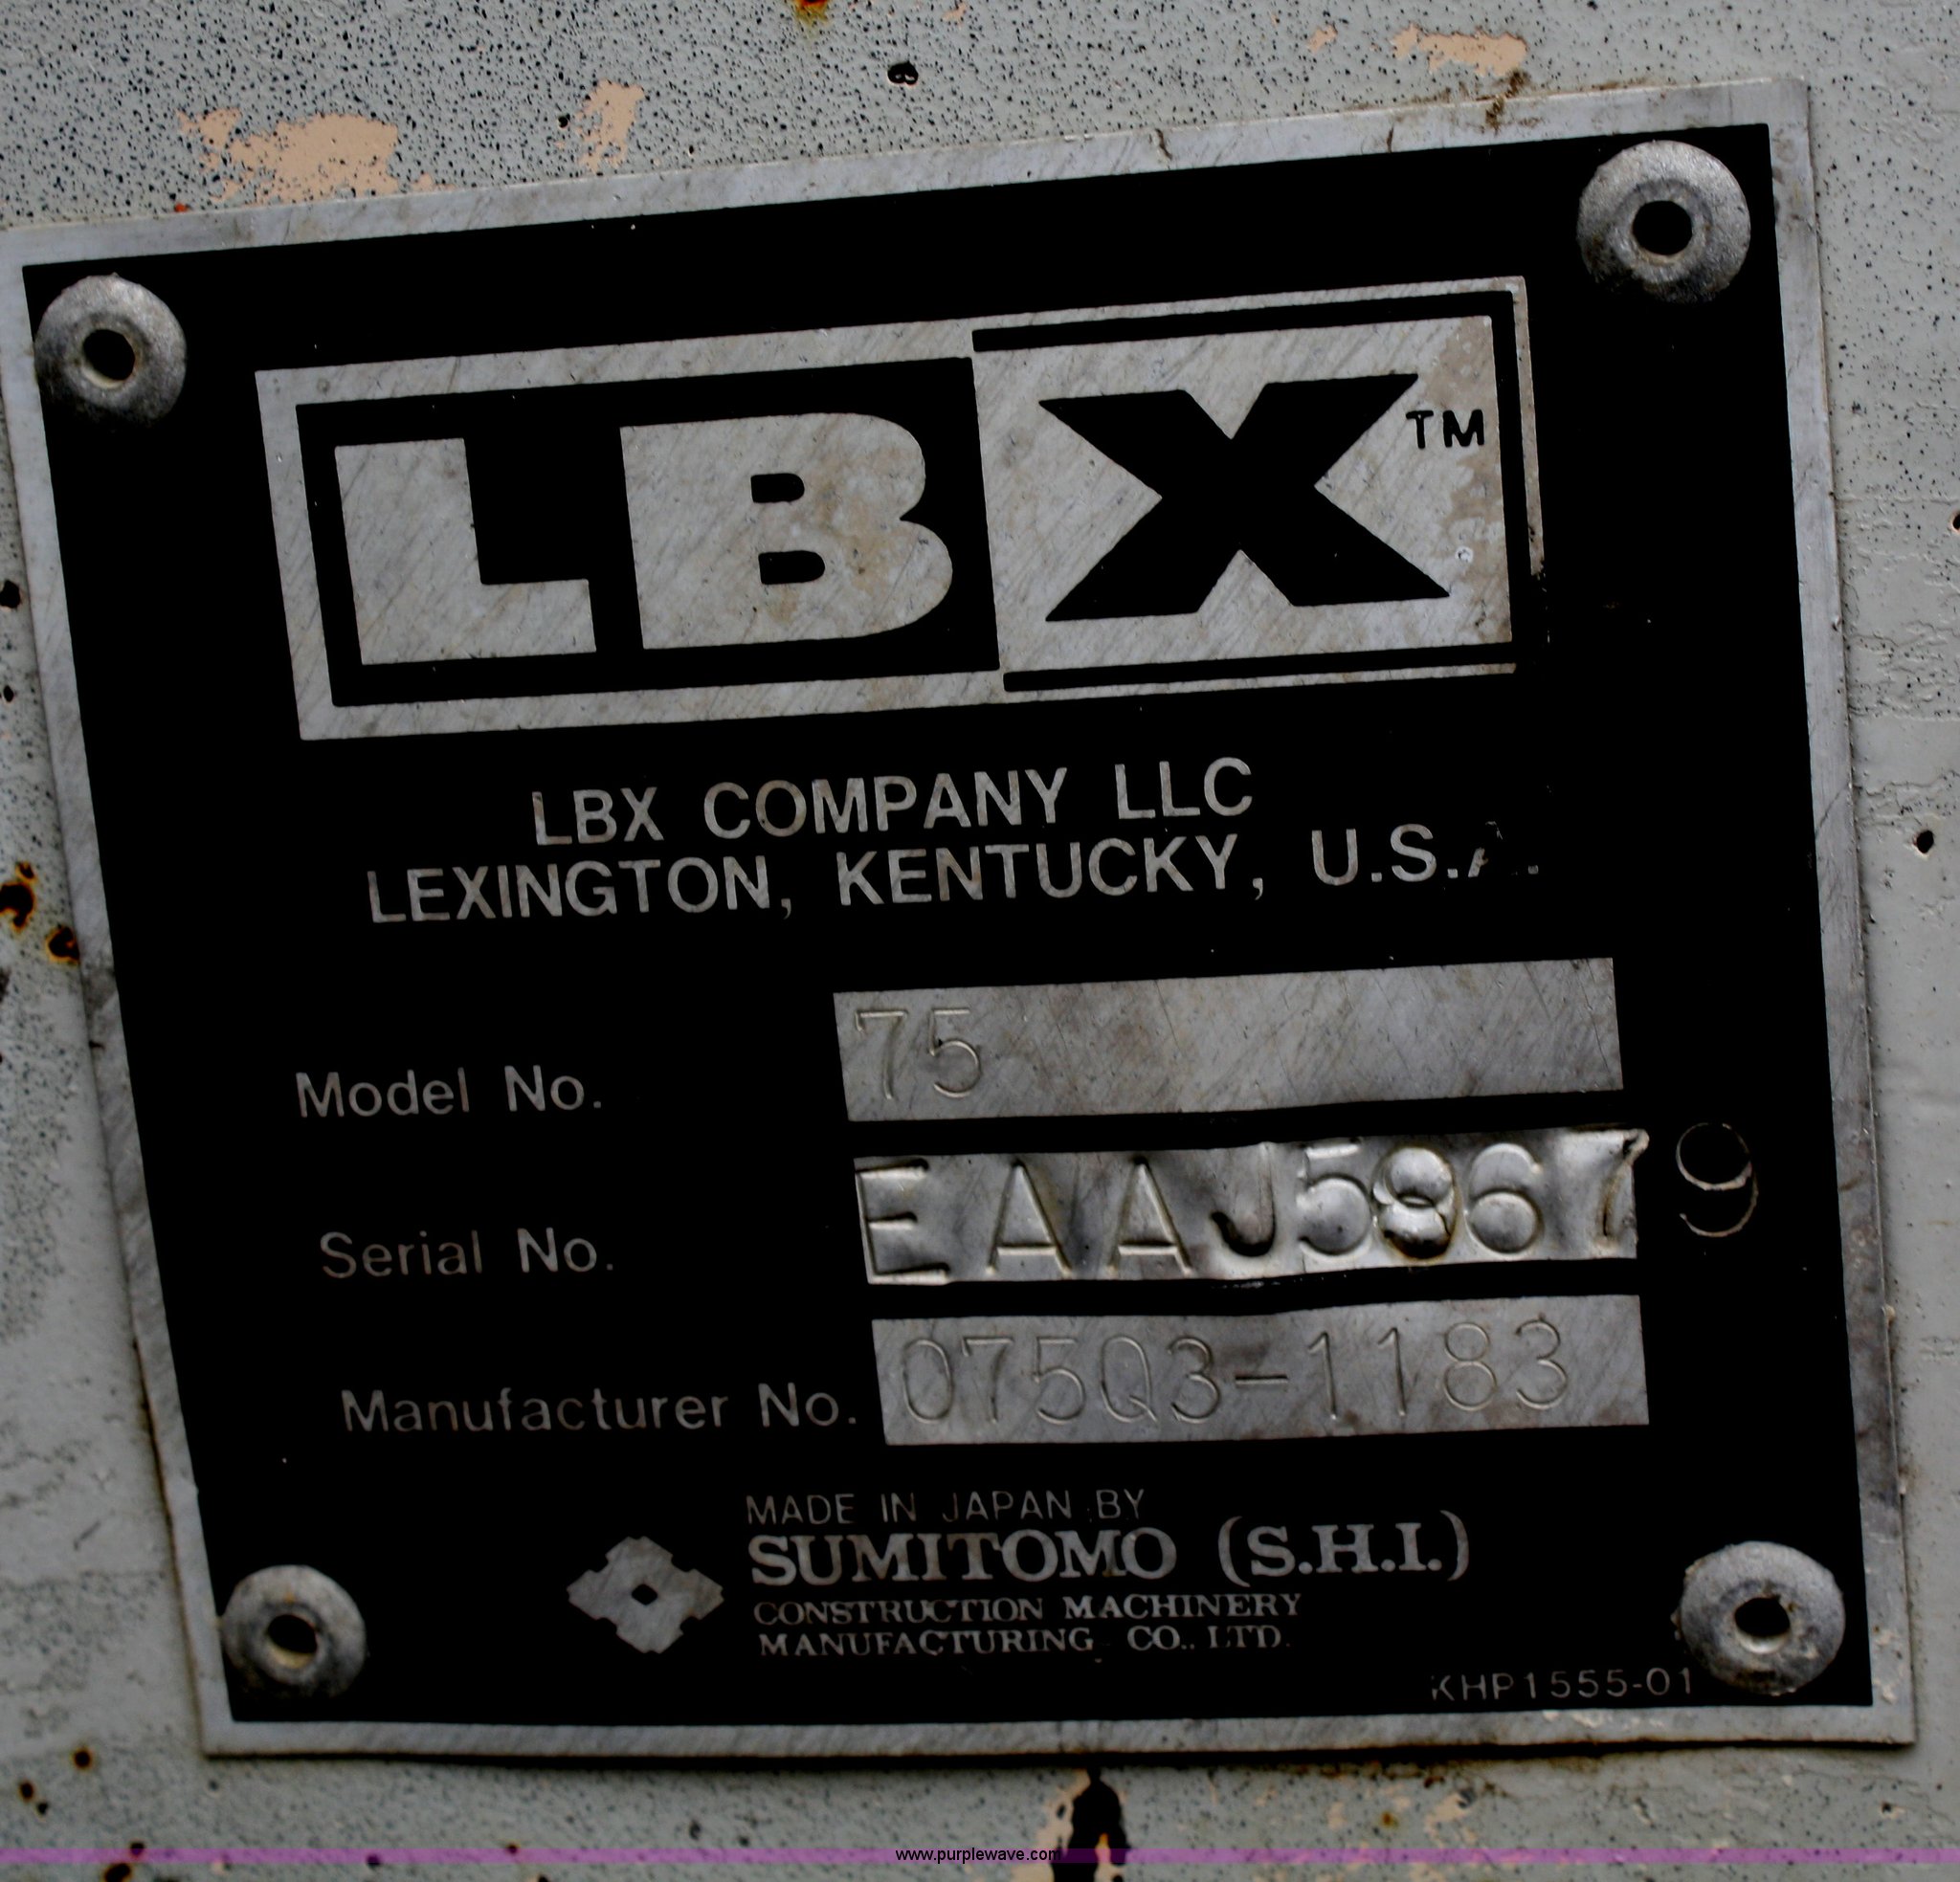 LBX™
LBX COMPANY LLC
LEXINGTON, KENTUCKY, U.S.A.
Model No. 75
Serial No.
Manufacturer No. 075Q3-1183
MADE IN JAPAN BY
SUMITOMO (S.H.I.)
CONSTRUCTION MACHINERY
MANUFACTURING CO., LTD.
KHP1555-01
www.purplewave.com